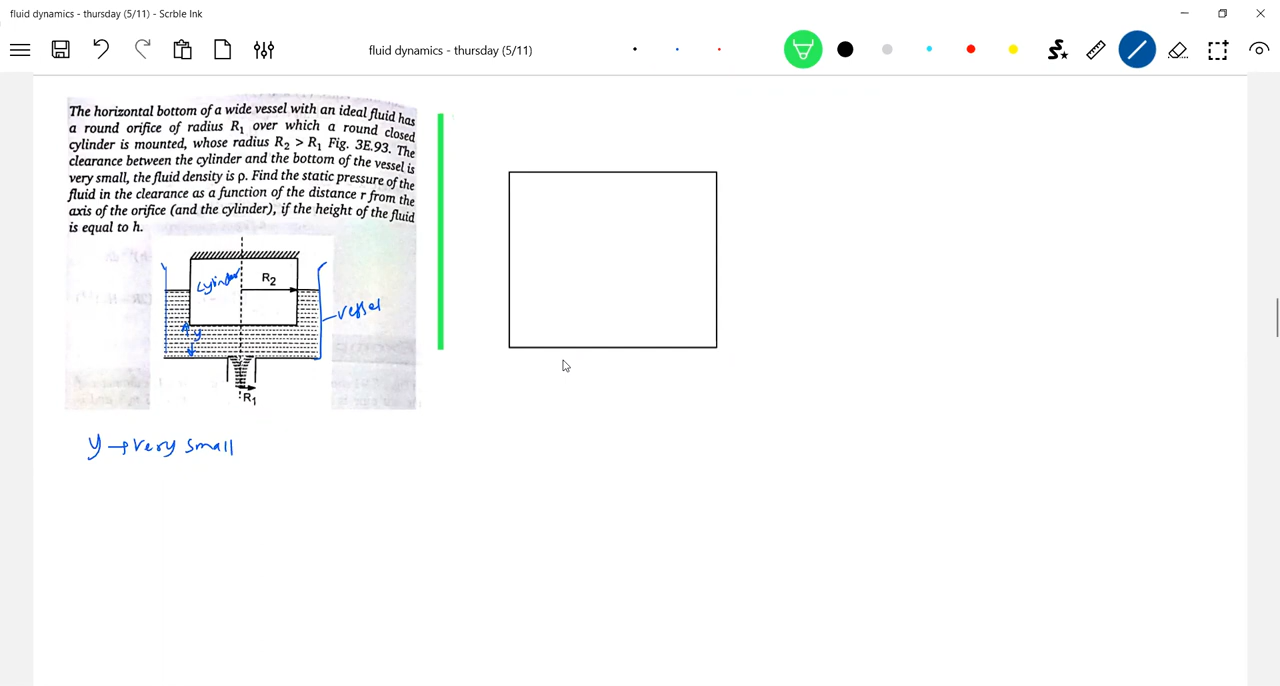 fluid dynamics - thursday (5/11) - Scrble Ink
fluid dynamics - thursday (5/11)
The horizontal bottom of a wide vessel with an ideal fluid has
a round orifice of radius R₁ over which a round closed
cylinder is mounted, whose radius R₂ > R₁ Fig. 3E.93. The
clearance between the cylinder and the bottom of the vessel is
very small, the fluid density is ρ. Find the static pressure of the
fluid in the clearance as a function of the distance r from the
axis of the orifice (and the cylinder), if the height of the fluid
is equal to h.
cylinder
R₂
vessel
y
R₁
y → very small